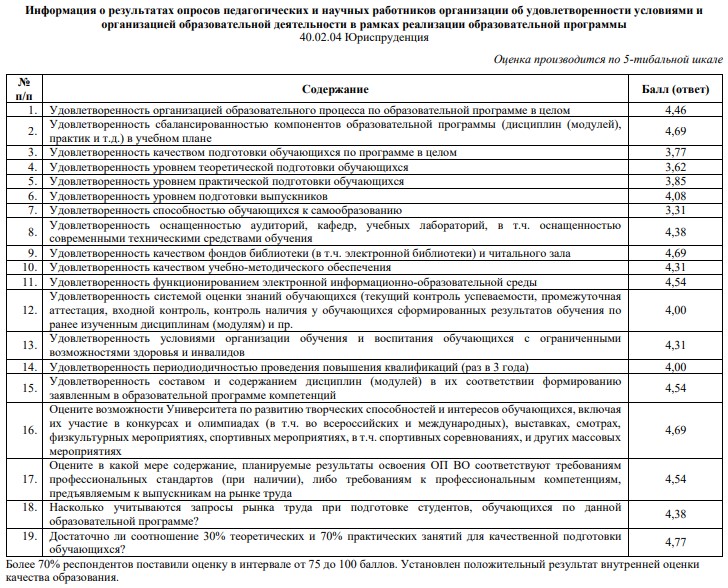 Информация о результатах опросов педагогических и научных работников организации об удовлетворенности условиями и
организацией образовательной деятельности в рамках реализации образовательной программы
40.02.04 Юриспруденция
Оценка производится по 5-тибальной шкале
№
п/п
Содержание
Балл (ответ)
1. Удовлетворенность организацией образовательного процесса по образовательной программе в целом 4,46
2. Удовлетворенность сбалансированностью компонентов образовательной программы (дисциплин (модулей),
практик и т.д.) в учебном плане 4,69
3. Удовлетворенность качеством подготовки обучающихся по программе в целом 3,77
4. Удовлетворенность уровнем теоретической подготовки обучающихся 3,62
5. Удовлетворенность уровнем практической подготовки обучающихся 3,85
6. Удовлетворенность уровнем подготовки выпускников 4,08
7. Удовлетворенность способностью обучающихся к самообразованию 3,31
8. Удовлетворенность оснащенностью аудиторий, кафедр, учебных лабораторий, в т.ч. оснащенностью
современными техническими средствами обучения 4,38
9. Удовлетворенность качеством фондов библиотеки (в т.ч. электронной библиотеки) и читального зала 4,69
10. Удовлетворенность качеством учебно-методического обеспечения 4,31
11. Удовлетворенность функционированием электронной информационно-образовательной среды 4,54
12. Удовлетворенность системой оценки знаний обучающихся (текущий контроль успеваемости, промежуточная
аттестация, входной контроль, контроль наличия у обучающихся сформированных результатов обучения по
ранее изученным дисциплинам (модулям) и пр. 4,00
13. Удовлетворенность условиями организации обучения и воспитания обучающихся с ограниченными
возможностями здоровья и инвалидов 4,31
14. Удовлетворенность периодиодичностью проведения повышения квалификаций (раз в 3 года) 4,00
15. Удовлетворенность составом и содержанием дисциплин (модулей) в их соответствии формированию
заявленным в образовательной программе компетенций 4,54
16. Оцените возможности Университета по развитию творческих способностей и интересов обучающихся, включая
их участие в конкурсах и олимпиадах (в т.ч. во всероссийских и международных), выставках, смотрах,
физкультурных мероприятиях, спортивных мероприятиях, в т.ч. спортивных соревнованиях, и других массовых
мероприятиях 4,69
17. Оцените в какой мере содержание, планируемые результаты освоения ОП ВО соответствуют требованиям
профессиональных стандартов (при наличии), либо требованиям к профессиональным компетенциям,
предъявляемым к выпускникам на рынке труда 4,54
18. Насколько учитываются запросы рынка труда при подготовке студентов, обучающихся по данной
образовательной программе? 4,38
19. Достаточно ли соотношение 30% теоретических и 70% практических занятий для качественной подготовки
обучающихся? 4,77
Более 70% респондентов поставили оценку в интервале от 75 до 100 баллов. Установлен положительный результат внутренней оценки
качества образования.